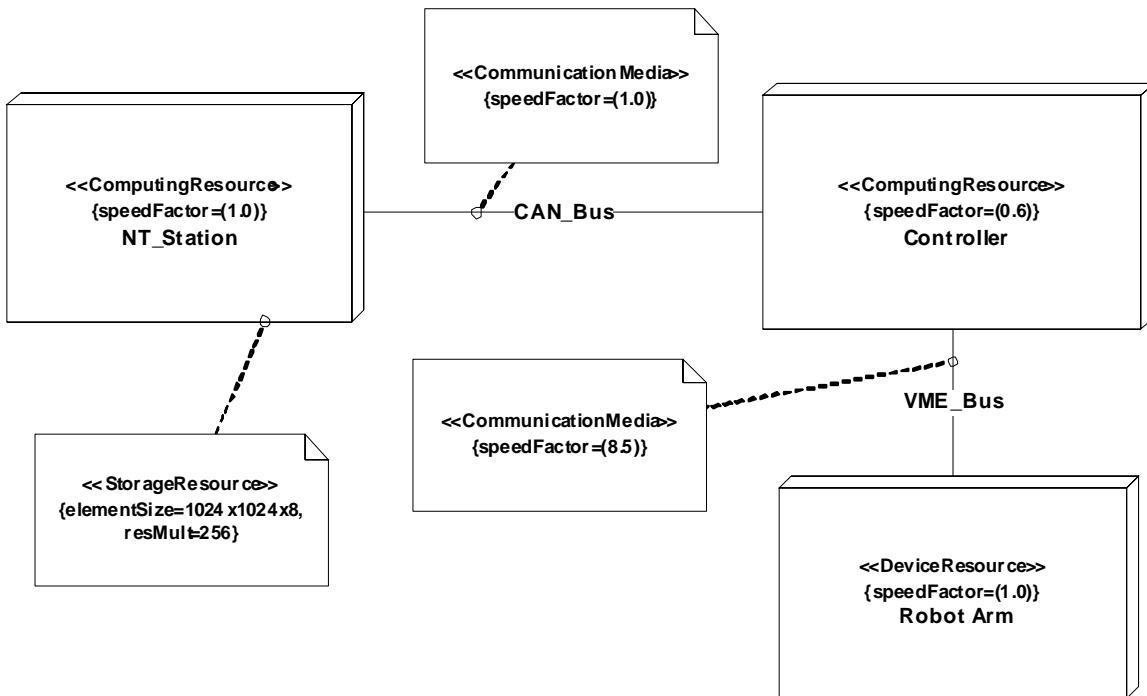 <<CommunicationMedia>>
{speedFactor=(1.0)}
<<ComputingResource>>
{speedFactor=(1.0)}
NT_Station
CAN_Bus
<<ComputingResource>>
{speedFactor=(0.6)}
Controller
<<CommunicationMedia>>
{speedFactor=(8.5)}
VME_Bus
<<StorageResource>>
{elementSize=1024x1024x8,
resMult=256}
<<DeviceResource>>
{speedFactor=(1.0)}
Robot Arm